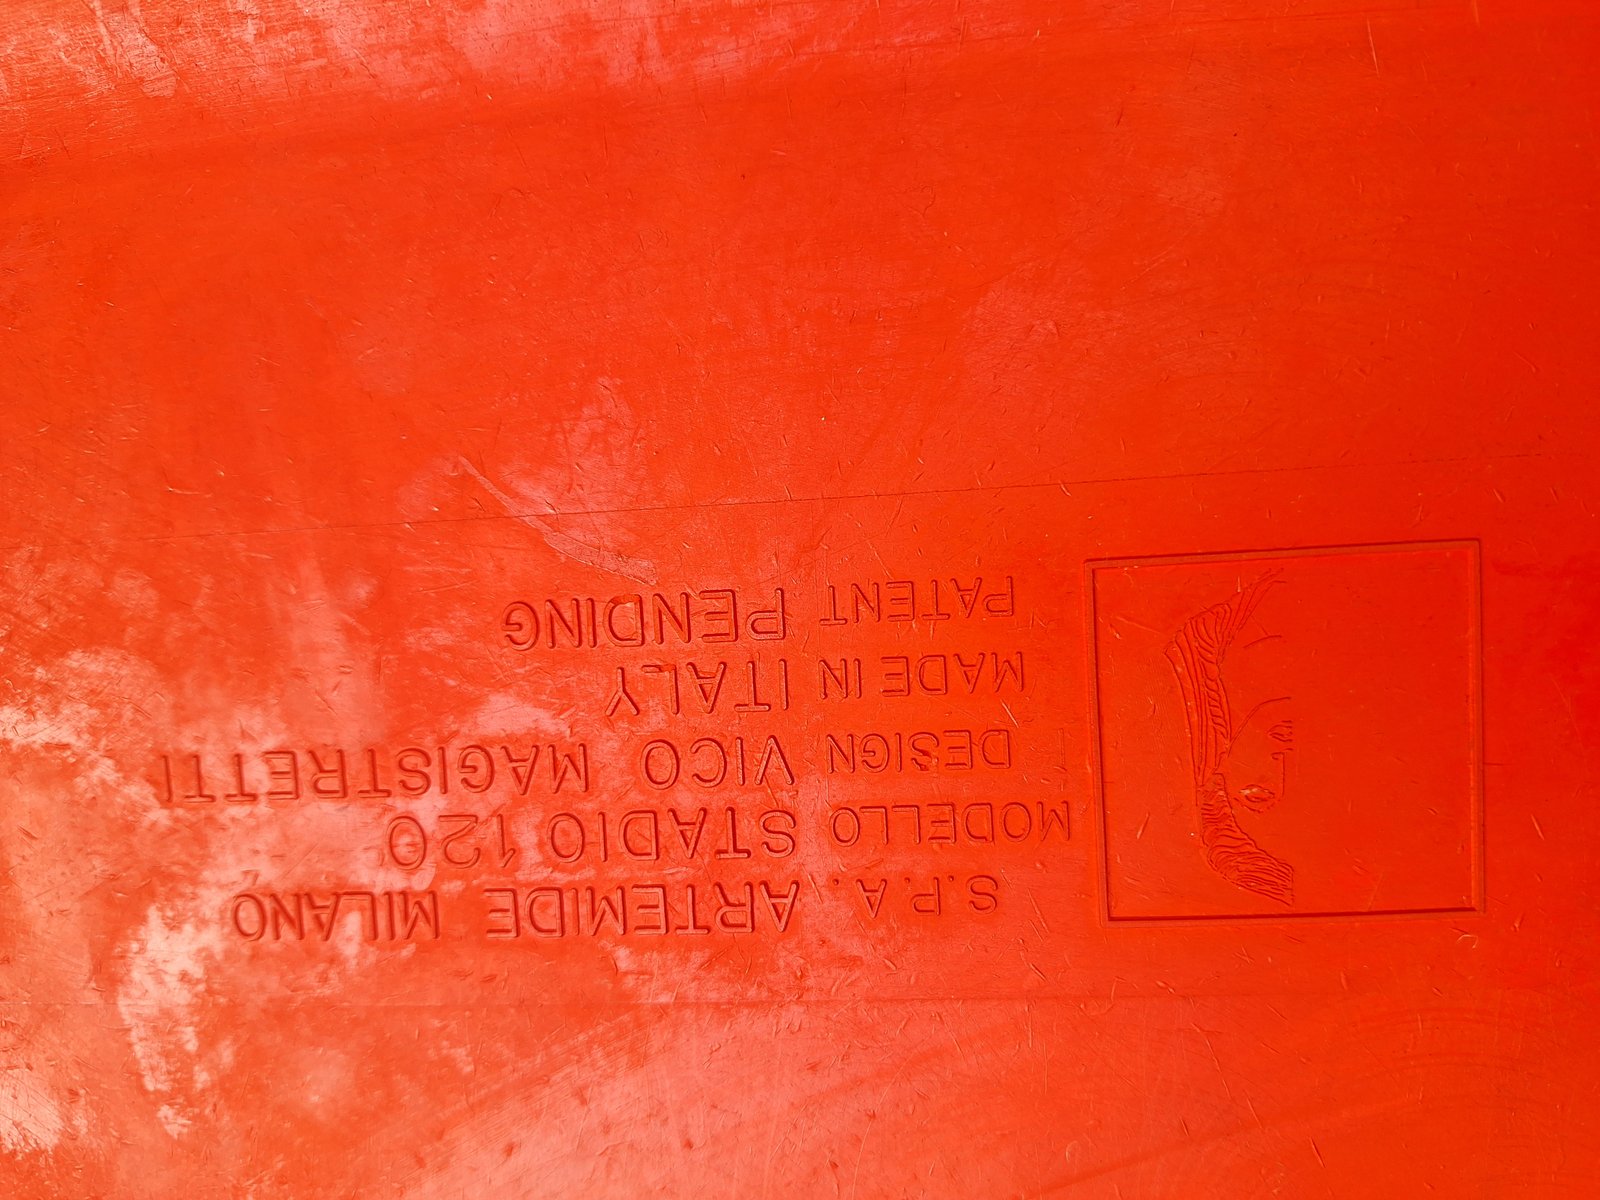 S.P.A. ARTEMIDE MILANO
MODELLO STADIO 120
DESIGN VICO MAGISTRETTI
MADE IN ITALY
PATENT PENDING